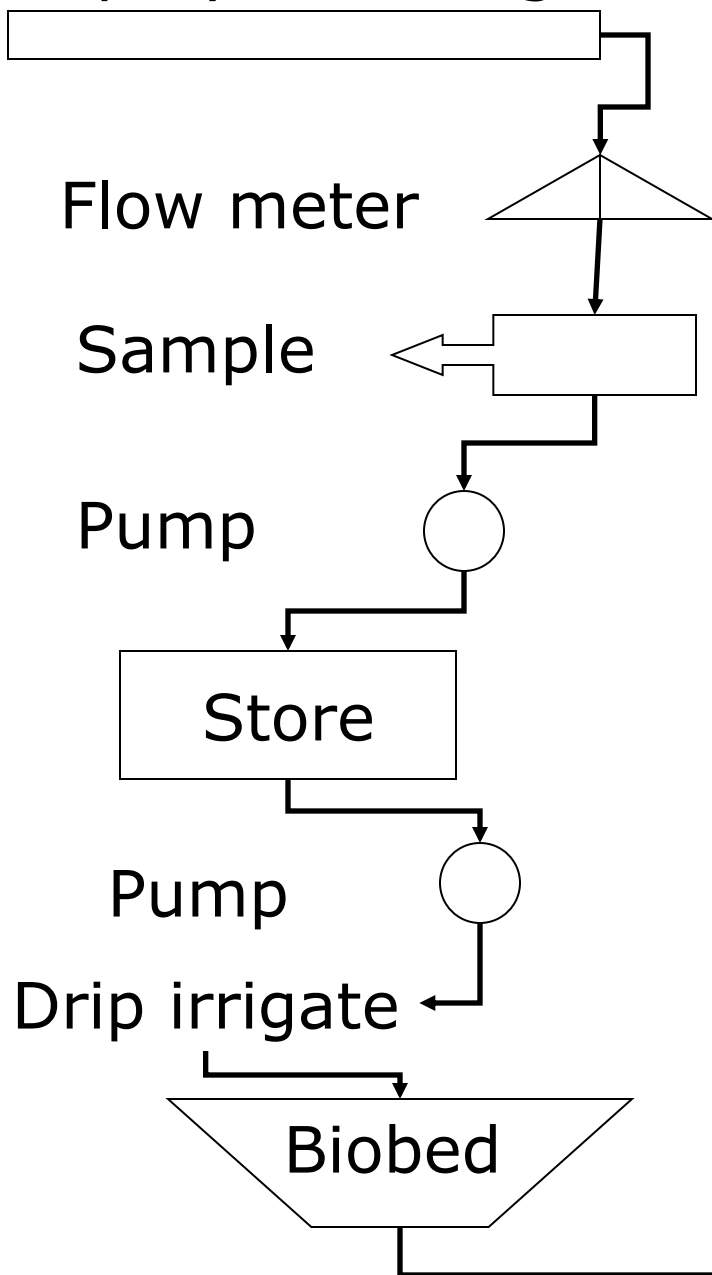 Flow meter
Sample
Pump
Store
Pump
Drip irrigate
Biobed